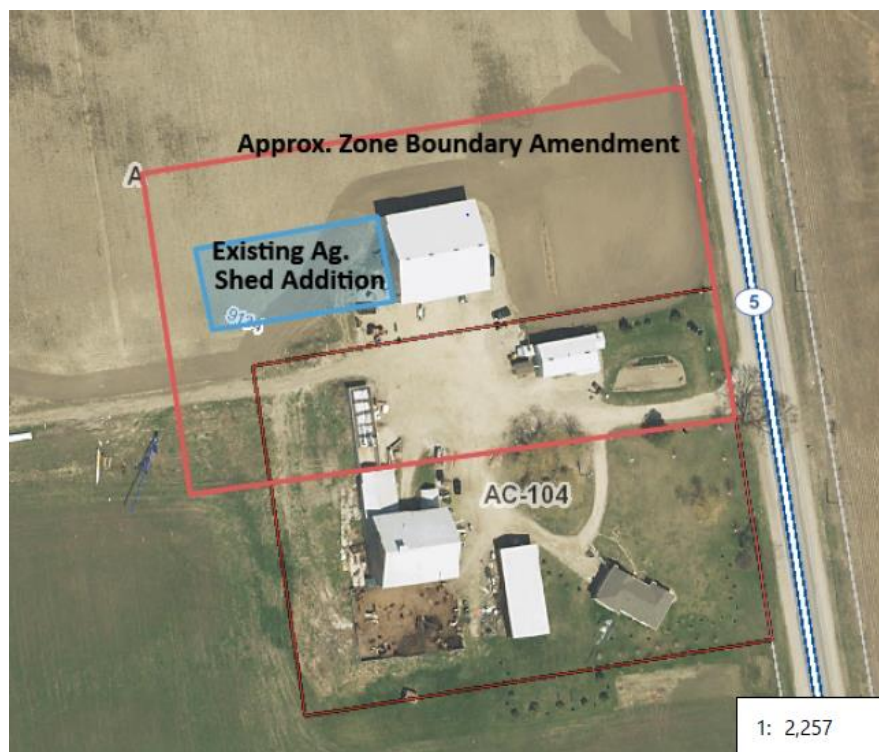 Approx. Zone Boundary Amendment
A
Existing Ag.
Shed Addition
5
AC-104
1: 2,257